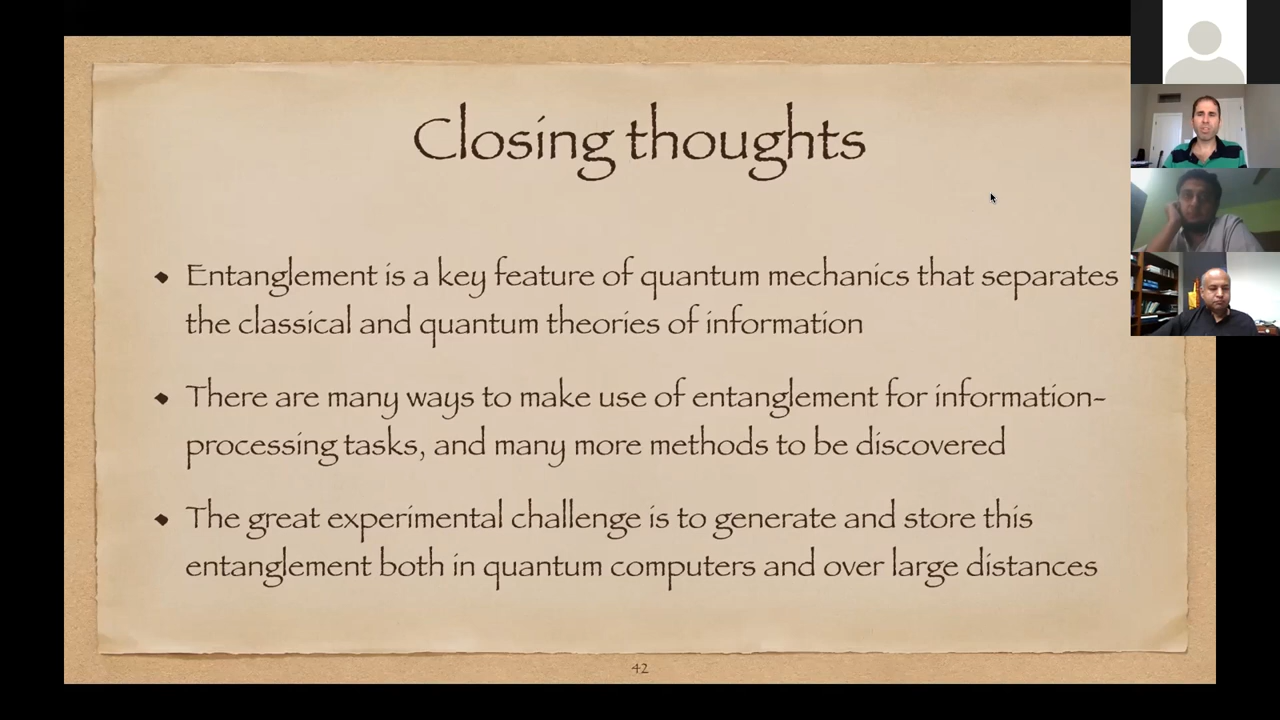 Closing thoughts
Entanglement is a key feature of quantum mechanics that separates
the classical and quantum theories of information
There are many ways to make use of entanglement for information-
processing tasks, and many more methods to be discovered
The great experimental challenge is to generate and store this
entanglement both in quantum computers and over large distances
42